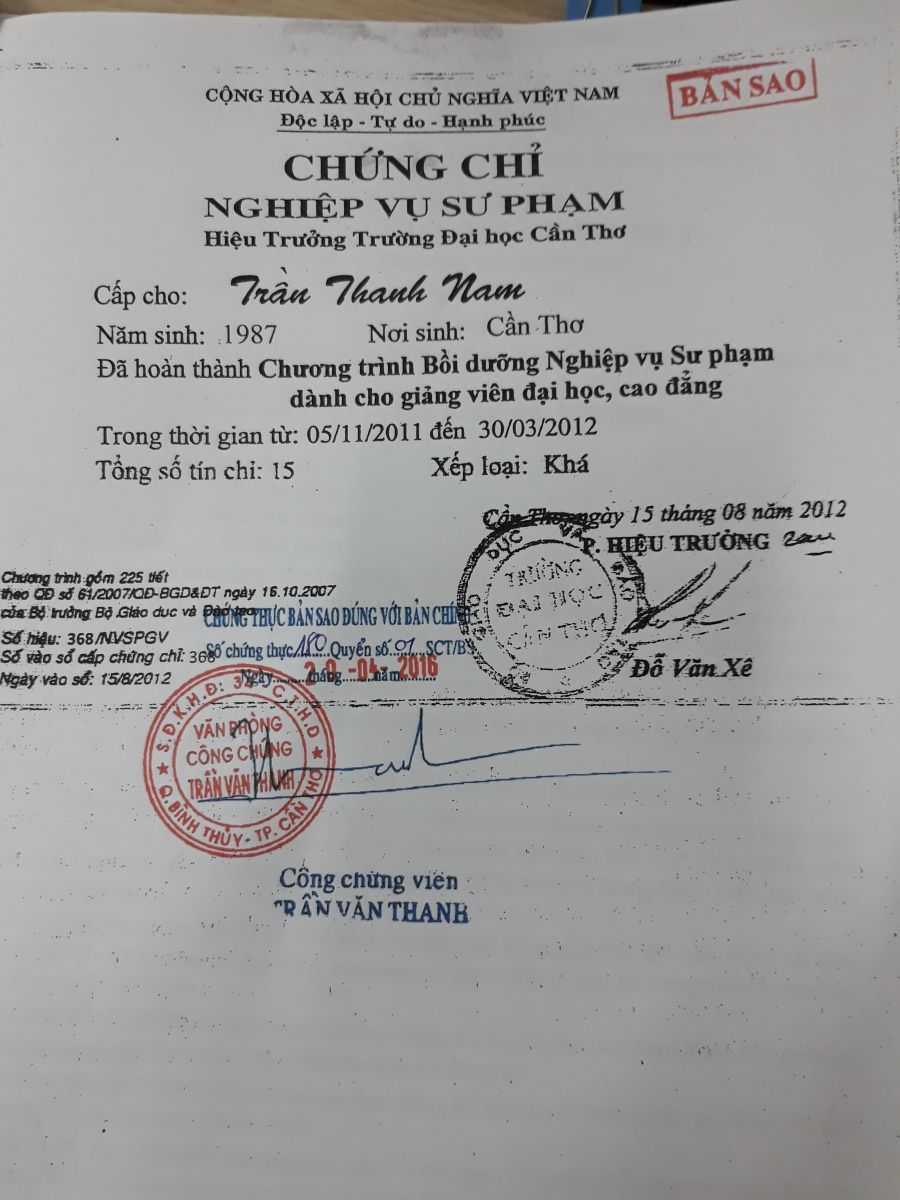 CỘNG HÒA XÃ HỘI CHỦ NGHĨA VIỆT NAM
BẢN SAO
Độc lập - Tự do - Hạnh phúc
CHỨNG CHỈ
NGHIỆP VỤ SƯ PHẠM
Hiệu Trưởng Trường Đại học Cần Thơ
Cấp cho: Trần Thanh Nam
Năm sinh: 1987 Nơi sinh: Cần Thơ
Đã hoàn thành Chương trình Bồi dưỡng Nghiệp vụ Sư phạm
dành cho giảng viên đại học, cao đẳng
Trong thời gian từ: 05/11/2011 đến 30/03/2012
Tổng số tín chỉ: 15 Xếp loại: Khá
Cần Thơ, ngày 15 tháng 08 năm 2012
P. HIỆU TRƯỞNG
TRƯỜNG
ĐẠI HỌC
CẦN THƠ
Đỗ Văn Xê
Chương trình gồm 225 tiết
theo QĐ số 61/2007/QĐ-BGD&ĐT ngày 16.10.2007
của Bộ trưởng Bộ Giáo dục và Đào tạo
Số hiệu: 368/NVSPGV
Số vào sổ cấp chứng chỉ: 368
Ngày vào sổ: 15/8/2012
CHỨNG THỰC BẢN SAO ĐÚNG VỚI BẢN CHÍNH
Số chứng thực 180 Quyển số 01 SCT/BS
Ngày tháng 04 năm 2016
VĂN PHÒNG
CÔNG CHỨNG
TRẦN VĂN THANH
Q. BÌNH THỦY - TP. CẦN THƠ
Công chứng viên
TRẦN VĂN THANH